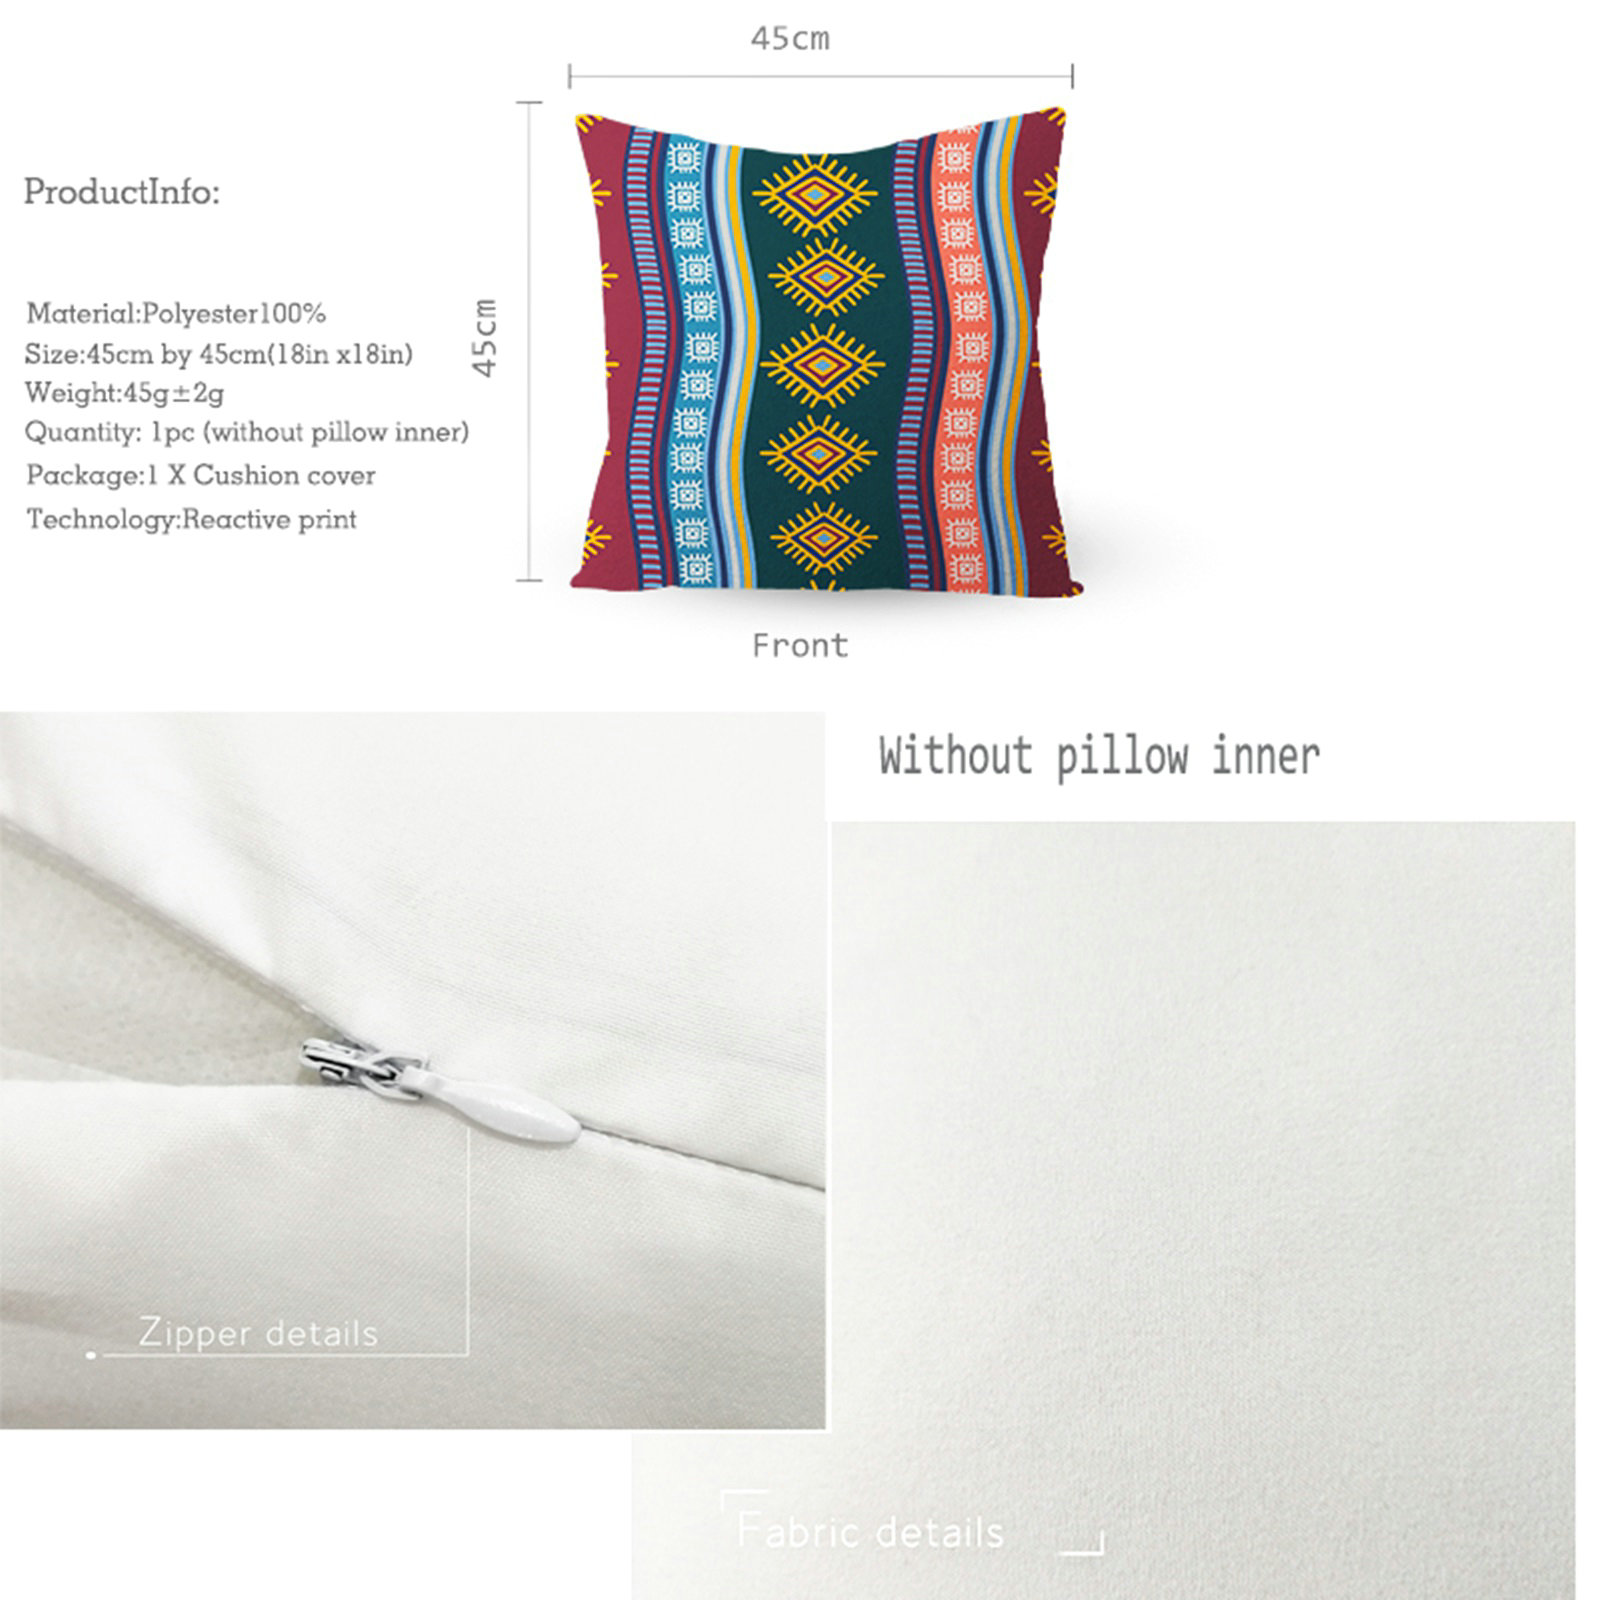 45cm
ProductInfo:
45cm
Material:Polyester100%
Size:45cm by 45cm(18in x18in)
Weight:45g±2g
Quantity: 1pc (without pillow inner)
Package:1 X Cushion cover
Technology:Reactive print
Front
Without pillow inner
Zipper details
Fabric details